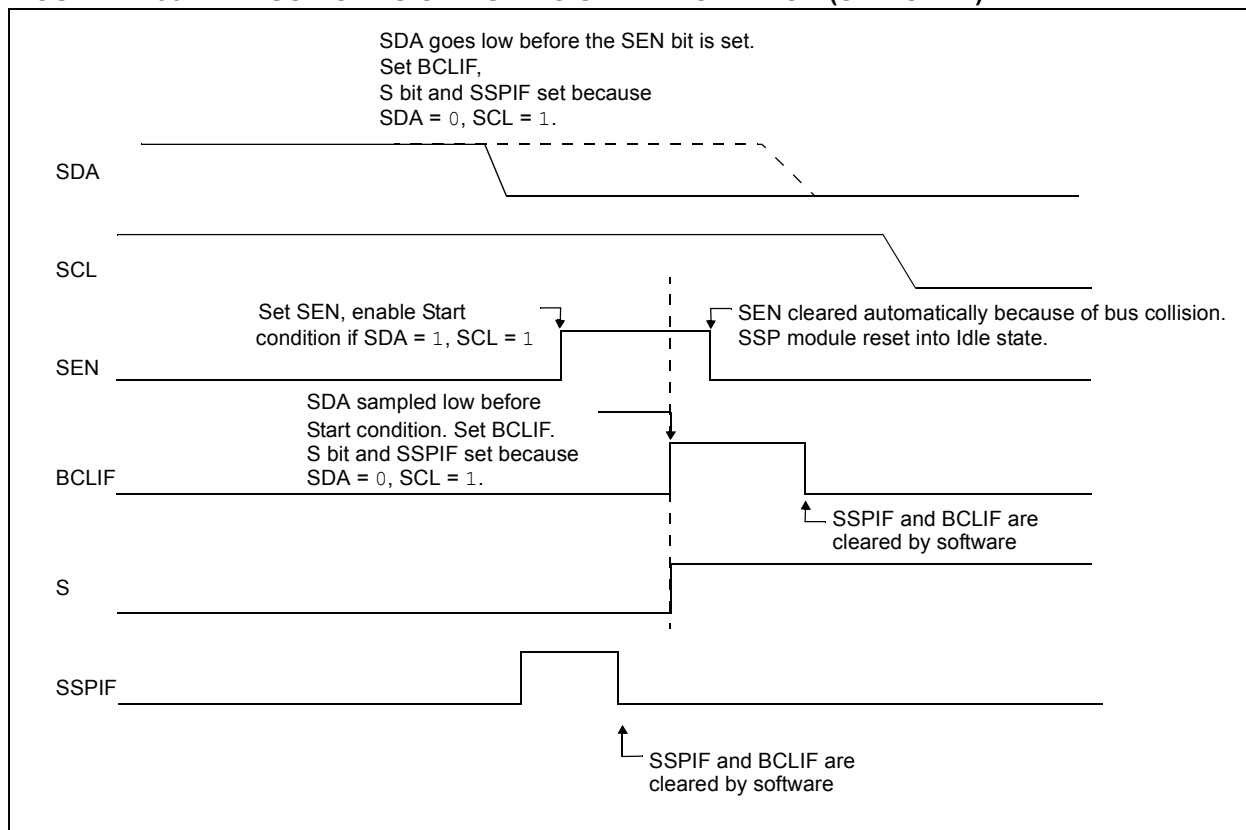 SDA goes low before the SEN bit is set.
Set BCLIF,
S bit and SSPIF set because
SDA = 0, SCL = 1.
SDA
SCL
Set SEN, enable Start
condition if SDA = 1, SCL = 1
SEN cleared automatically because of bus collision.
SSP module reset into Idle state.
SEN
SDA sampled low before
Start condition. Set BCLIF.
S bit and SSPIF set because
SDA = 0, SCL = 1.
BCLIF
SSPIF and BCLIF are
cleared by software
S
SSPIF
SSPIF and BCLIF are
cleared by software